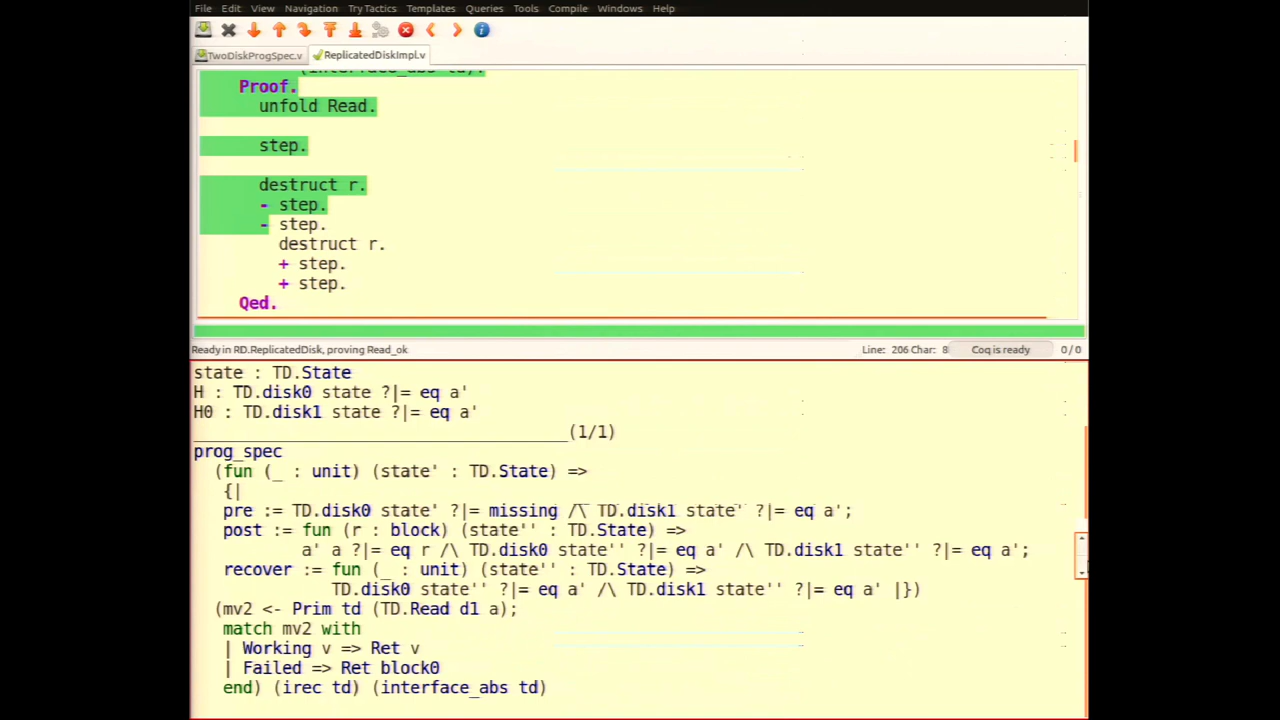 File Edit View Navigation Try Tactics Templates Queries Tools Compile Windows Help
TwoDiskProgSpec.v ReplicatedDiskImpl.v
(interface_abs td).
Proof.
unfold Read.
step.
destruct r.
- step.
- step.
destruct r.
+ step.
+ step.
Qed.
Ready in RD.ReplicatedDisk, proving Read_ok Line: 206 Char: 8 Coq is ready 0 / 0
state : TD.State
H : TD.disk0 state ?|= eq a'
H0 : TD.disk1 state ?|= eq a'
______________________________________(1/1)
prog_spec
(fun (_ : unit) (state' : TD.State) =>
{|
pre := TD.disk0 state' ?|= missing /\ TD.disk1 state' ?|= eq a';
post := fun (r : block) (state'' : TD.State) =>
a' a ?|= eq r /\ TD.disk0 state'' ?|= eq a' /\ TD.disk1 state'' ?|= eq a';
recover := fun (_ : unit) (state'' : TD.State) =>
TD.disk0 state'' ?|= eq a' /\ TD.disk1 state'' ?|= eq a' |})
(mv2 <- Prim td (TD.Read d1 a);
match mv2 with
| Working v => Ret v
| Failed => Ret block0
end) (irec td) (interface_abs td)